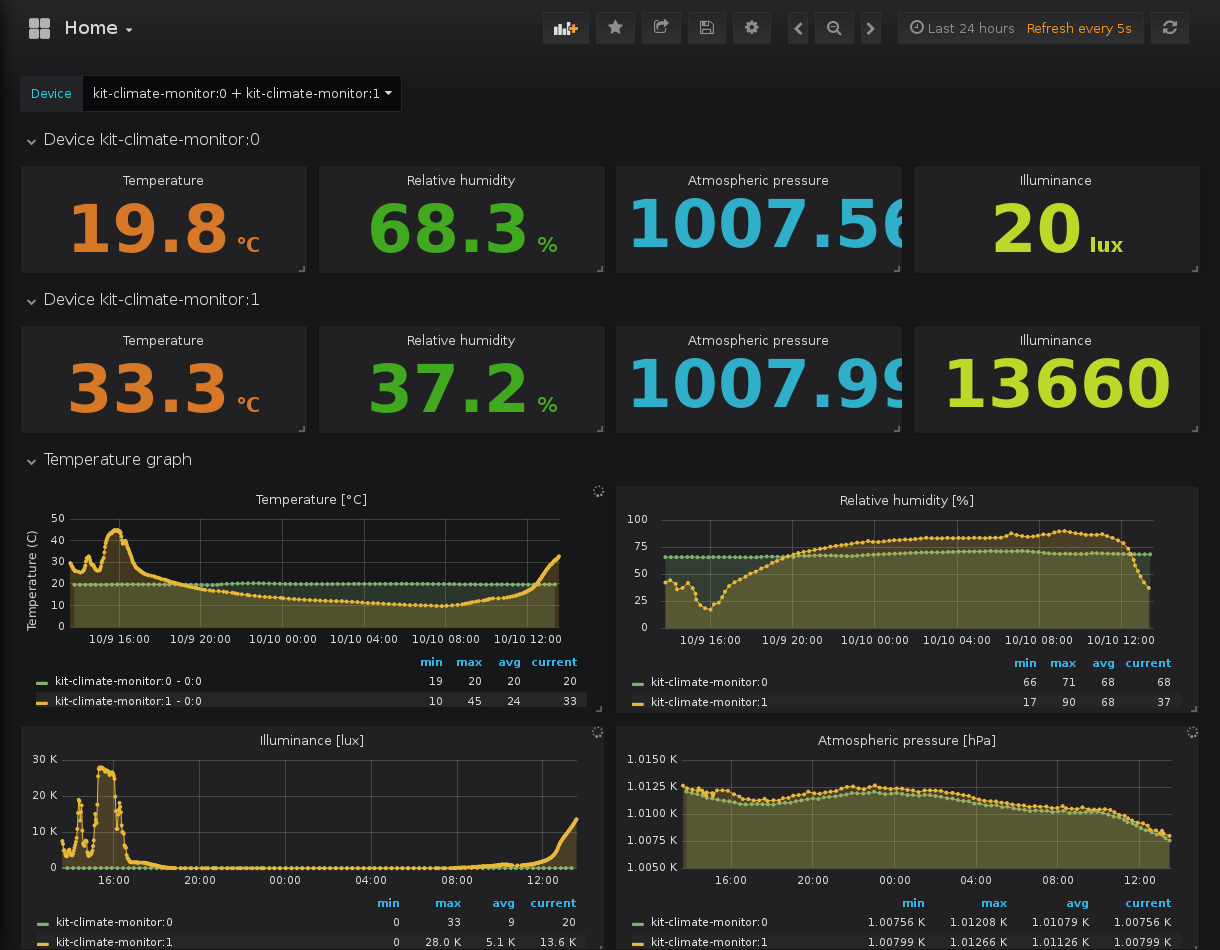 Home
Last 24 hours Refresh every 5s
Device kit-climate-monitor:0 + kit-climate-monitor:1
Device kit-climate-monitor:0
Temperature
19.8 °C
Relative humidity
68.3 %
Atmospheric pressure
1007.56
Illuminance
20 lux
Device kit-climate-monitor:1
Temperature
33.3 °C
Relative humidity
37.2 %
Atmospheric pressure
1007.99
Illuminance
13660
Temperature graph
Temperature [°C]
Temperature (C)
50
40
30
20
10
0
10/9 16:00 10/9 20:00 10/10 00:00 10/10 04:00 10/10 08:00 10/10 12:00
min max avg current
kit-climate-monitor:0 - 0:0 19 20 20 20
kit-climate-monitor:1 - 0:0 10 45 24 33
Relative humidity [%]
100
75
50
25
0
10/9 16:00 10/9 20:00 10/10 00:00 10/10 04:00 10/10 08:00 10/10 12:00
min max avg current
kit-climate-monitor:0 66 71 68 68
kit-climate-monitor:1 17 90 68 37
Illuminance [lux]
30 K
20 K
10 K
0
16:00 20:00 00:00 04:00 08:00 12:00
min max avg current
kit-climate-monitor:0 0 33 9 20
kit-climate-monitor:1 0 28.0 K 5.1 K 13.6 K
Atmospheric pressure [hPa]
1.0150 K
1.0125 K
1.0100 K
1.0075 K
1.0050 K
16:00 20:00 00:00 04:00 08:00 12:00
min max avg current
kit-climate-monitor:0 1.00756 K 1.01208 K 1.01079 K 1.00756 K
kit-climate-monitor:1 1.00799 K 1.01266 K 1.01126 K 1.00799 K